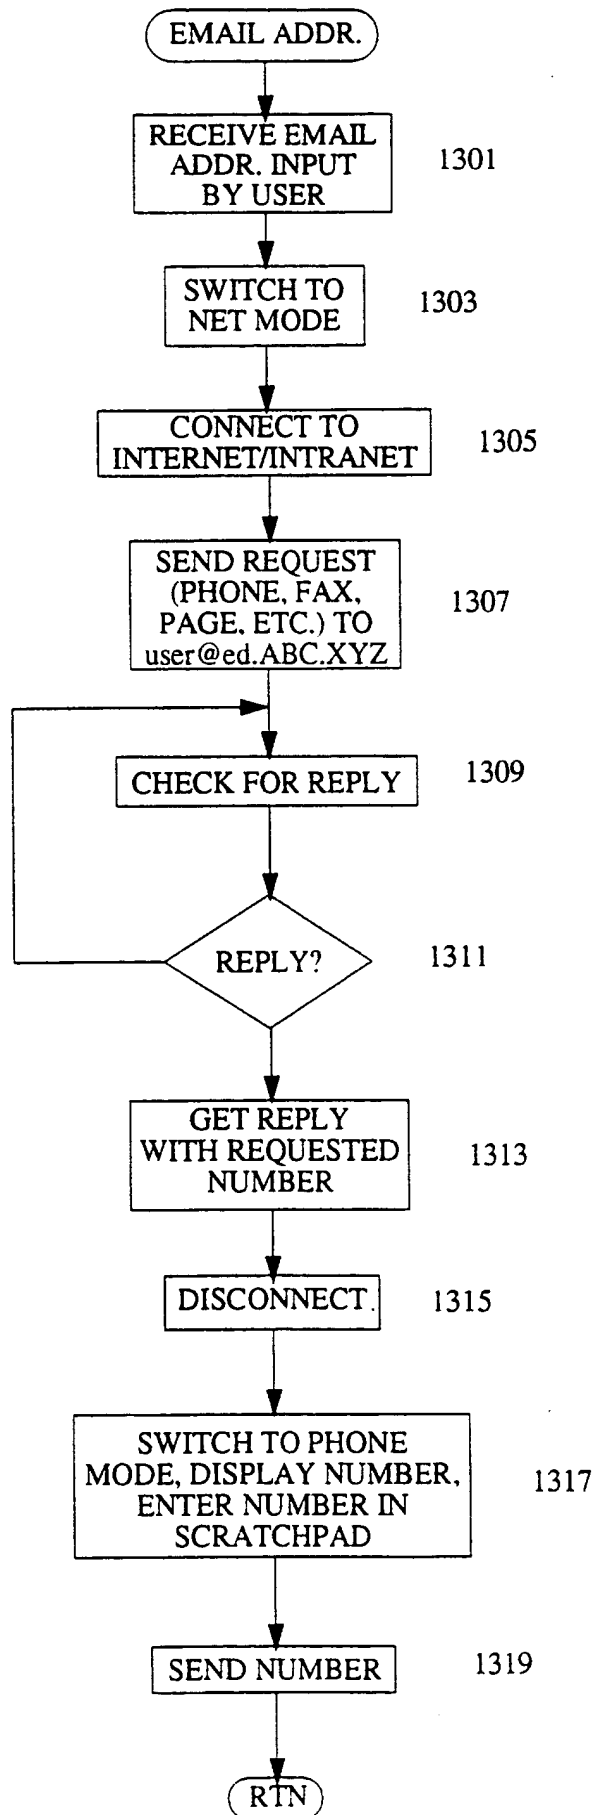 EMAIL ADDR.
RECEIVE EMAIL
ADDR. INPUT
BY USER
1301
SWITCH TO
NET MODE
1303
CONNECT TO
INTERNET/INTRANET
1305
SEND REQUEST
(PHONE, FAX,
PAGE, ETC.) TO
user@ed.ABC.XYZ
1307
CHECK FOR REPLY
1309
REPLY?
1311
GET REPLY
WITH REQUESTED
NUMBER
1313
DISCONNECT
1315
SWITCH TO PHONE
MODE, DISPLAY NUMBER,
ENTER NUMBER IN
SCRATCHPAD
1317
SEND NUMBER
1319
RTN